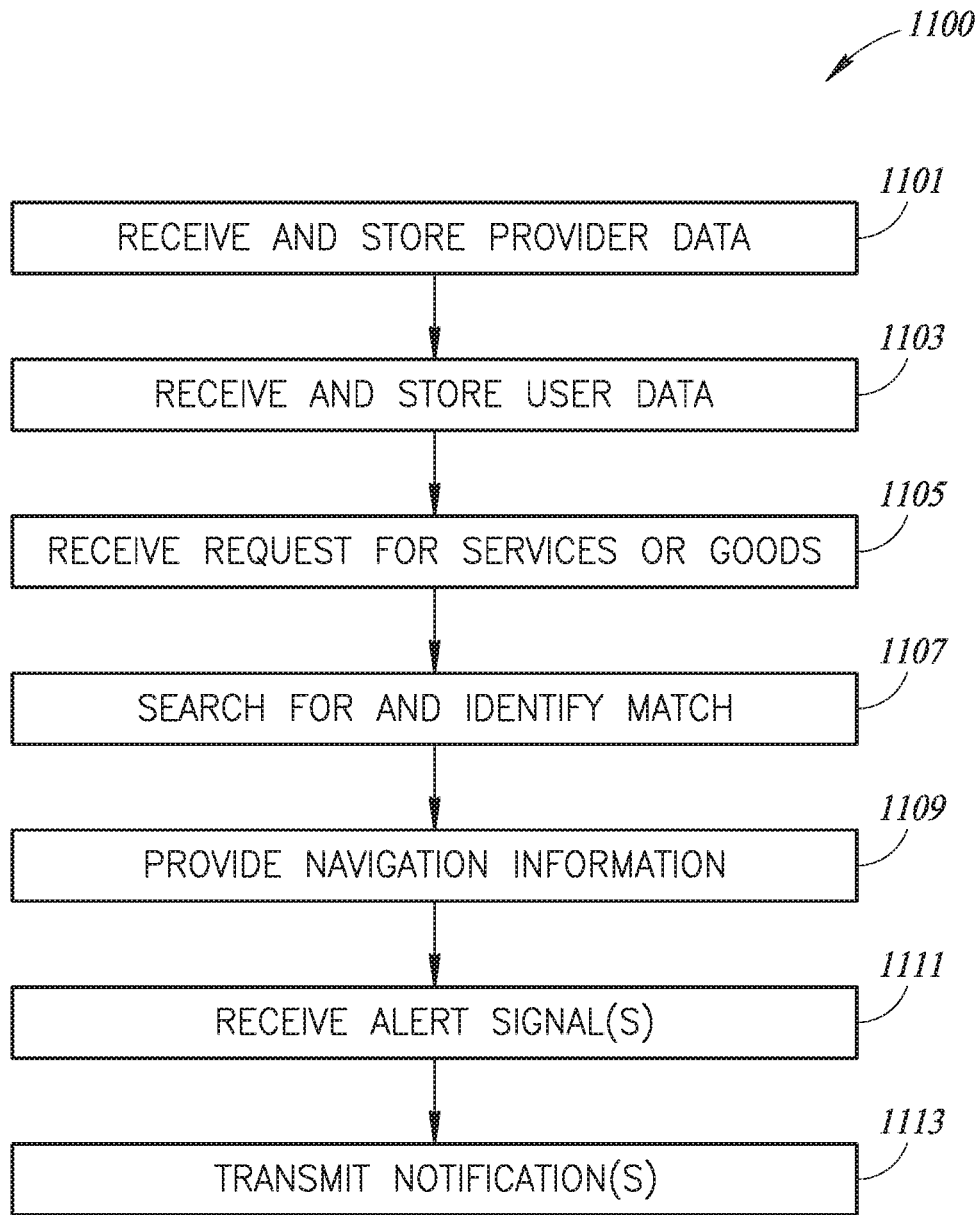 1100
1101
RECEIVE AND STORE PROVIDER DATA
1103
RECEIVE AND STORE USER DATA
1105
RECEIVE REQUEST FOR SERVICES OR GOODS
1107
SEARCH FOR AND IDENTIFY MATCH
1109
PROVIDE NAVIGATION INFORMATION
1111
RECEIVE ALERT SIGNAL(S)
1113
TRANSMIT NOTIFICATION(S)